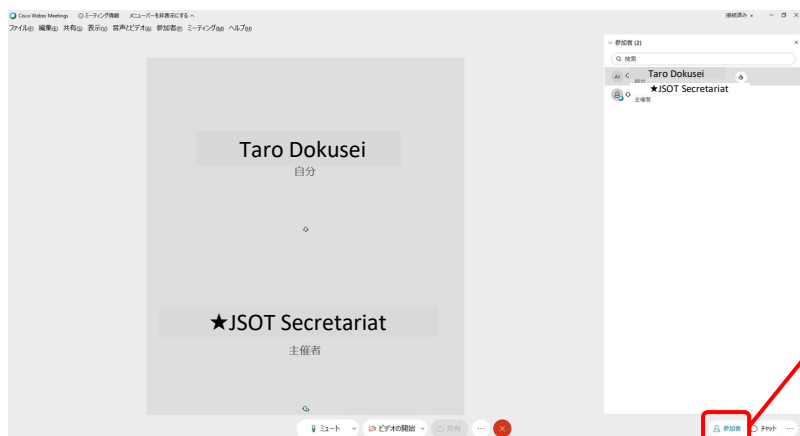 Cisco Webex Meetings ミーティング情報 メニューバーを非表示にする 接続済み
ファイル(F) 編集(E) 共有(S) 表示(V) 音声とビデオ(A) 参加者(P) ミーティング(M) ヘルプ(H)
参加者 (2)
検索
Taro Dokusei
自分
★JSOT Secretariat
主催者
Taro Dokusei
自分
★JSOT Secretariat
主催者
ミュート ビデオの開始 共有 参加者 チャット